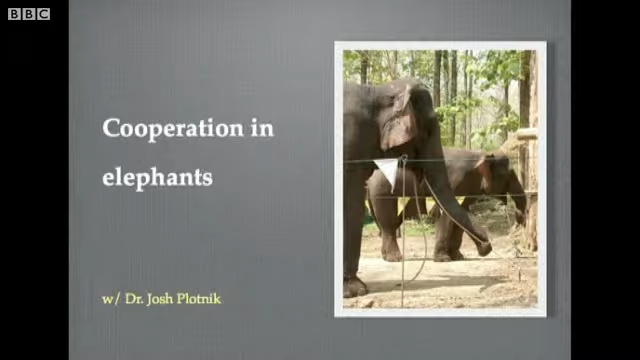 BBC
Cooperation in
elephants
w/ Dr. Josh Plotnik